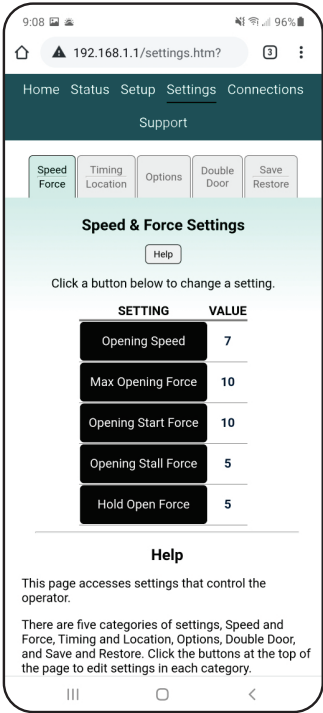 9:08 96%
192.168.1.1/settings.htm? 3
Home Status Setup Settings Connections
Support
Speed Force
Timing Location
Options
Double Door
Save Restore
Speed & Force Settings
Help
Click a button below to change a setting.
SETTING VALUE
Opening Speed 7
Max Opening Force 10
Opening Start Force 10
Opening Stall Force 5
Hold Open Force 5
Help
This page accesses settings that control the
operator.
There are five categories of settings, Speed and
Force, Timing and Location, Options, Double Door,
and Save and Restore. Click the buttons at the top of
the page to edit settings in each category.